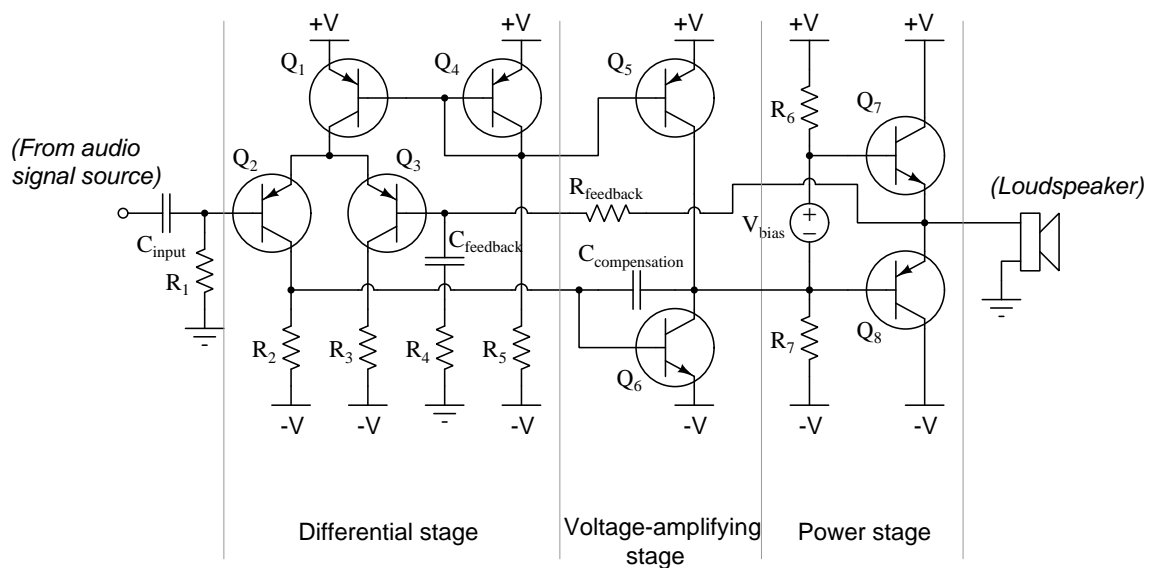 +V
+V
+V
+V
+V
Q1
Q4
Q5
R6
Q7
(From audio
signal source)
Q2
Q3
Rfeedback
(Loudspeaker)
Vbias
+
-
Cinput
R1
Cfeedback
Ccompensation
R2
R3
R4
R5
Q6
R7
Q8
-V
-V
-V
-V
-V
-V
Differential stage
Voltage-amplifying
stage
Power stage